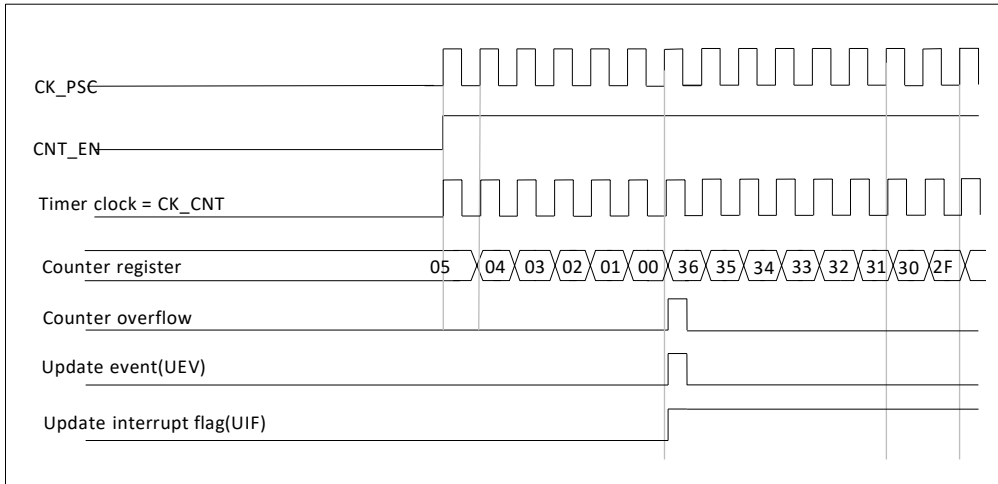 CK_PSC
CNT_EN
Timer clock = CK_CNT
Counter register 05 04 03 02 01 00 36 35 34 33 32 31 30 2F
Counter overflow
Update event(UEV)
Update interrupt flag(UIF)